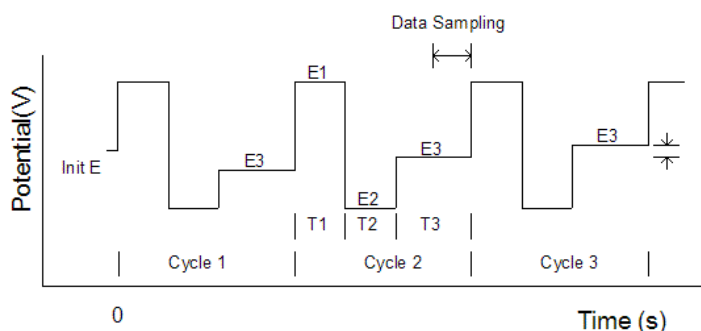 Data Sampling
E1
E3
E3
E3
Init E
E2
T1 T2 T3
Cycle 1 Cycle 2 Cycle 3
Potential(V)
0
Time (s)